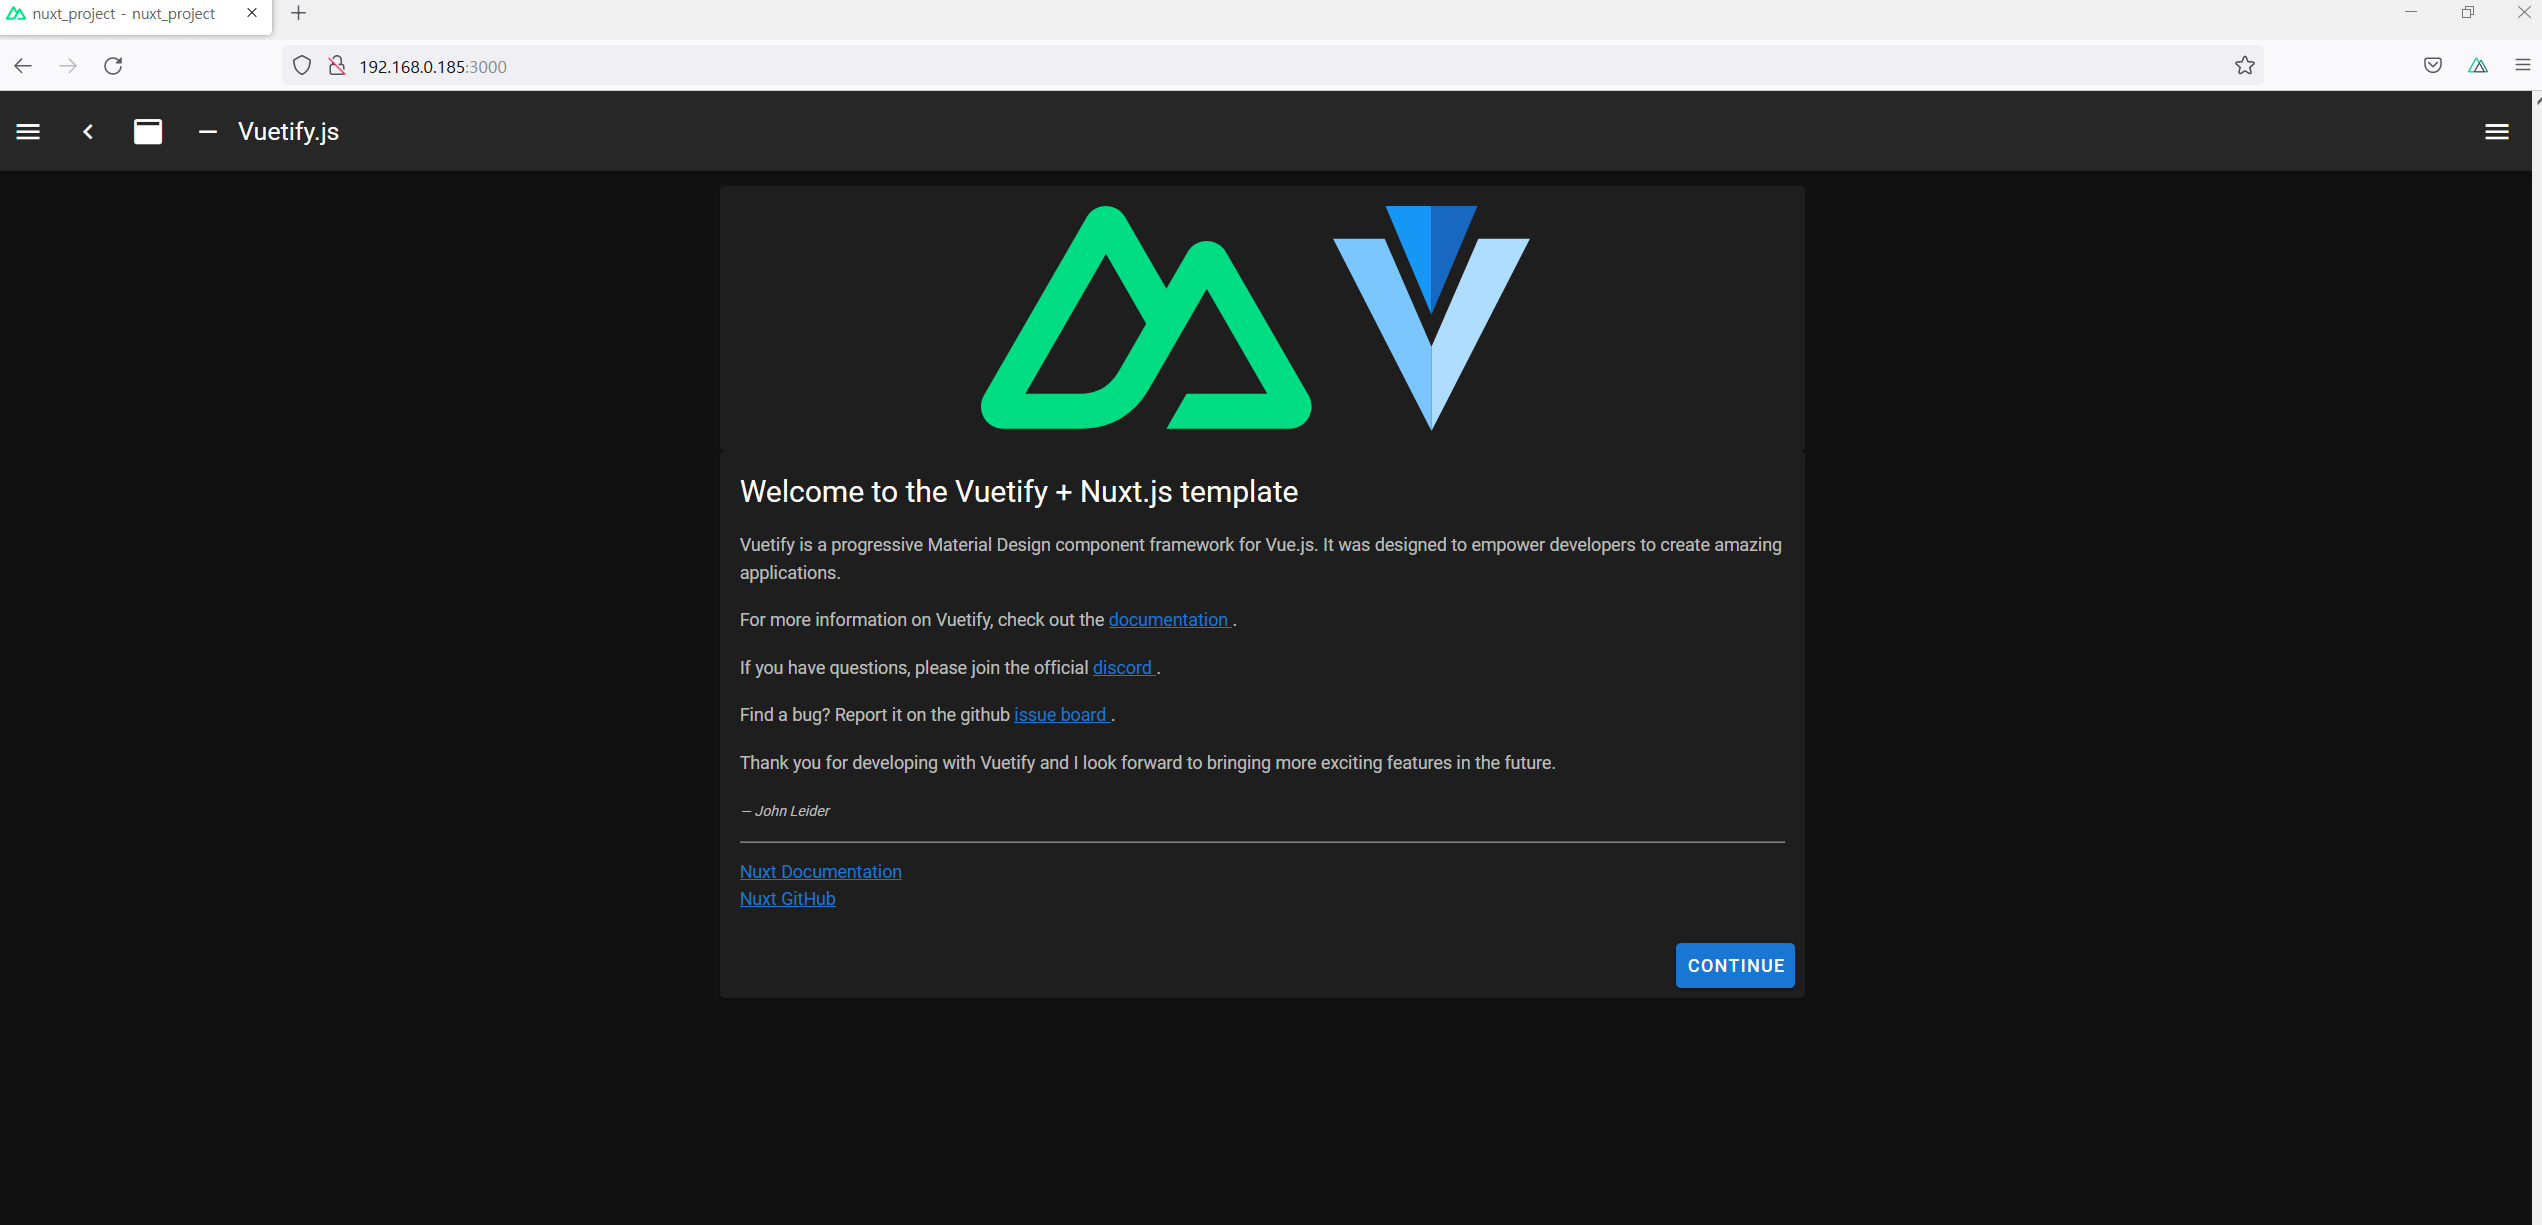 nuxt_project - nuxt_project
192.168.0.185:3000
Vuetify.js
Welcome to the Vuetify + Nuxt.js template
Vuetify is a progressive Material Design component framework for Vue.js. It was designed to empower developers to create amazing
applications.
For more information on Vuetify, check out the documentation .
If you have questions, please join the official discord .
Find a bug? Report it on the github issue board .
Thank you for developing with Vuetify and I look forward to bringing more exciting features in the future.
— John Leider
Nuxt Documentation
Nuxt GitHub
CONTINUE